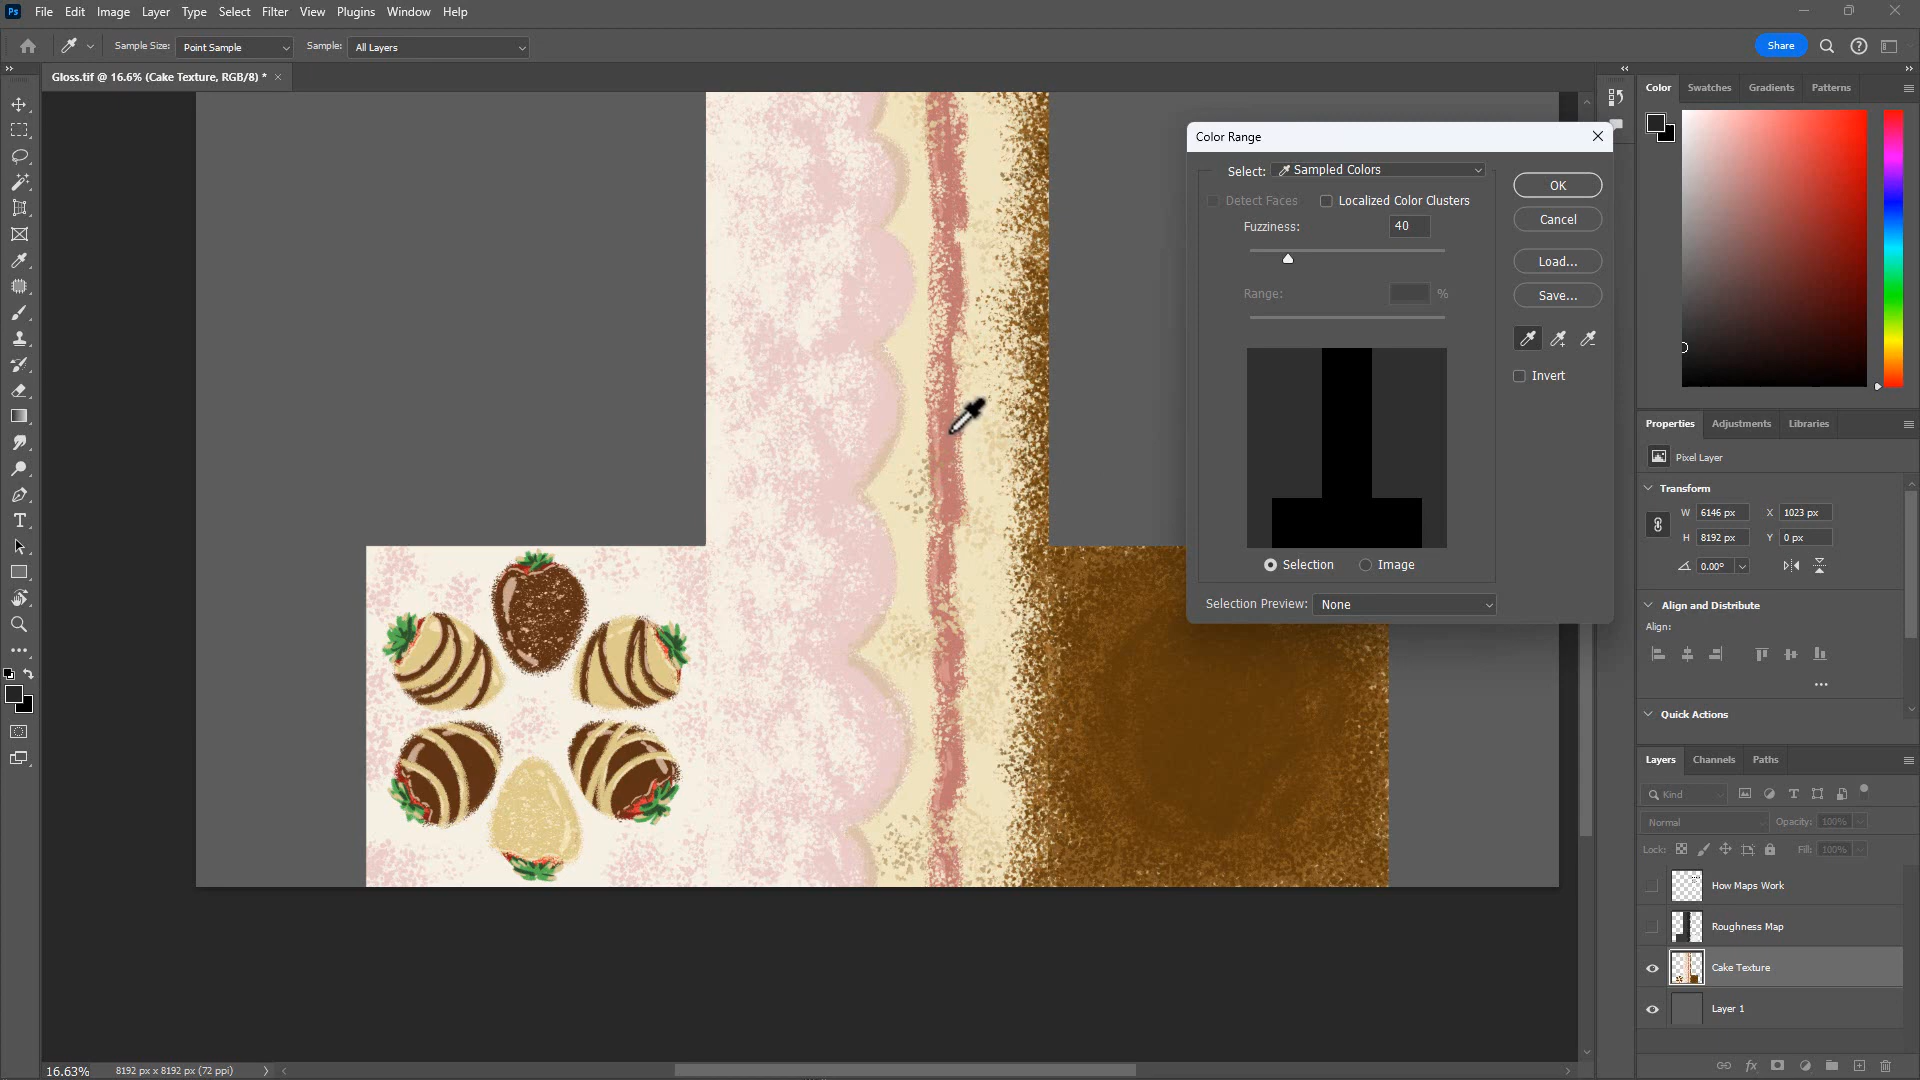 Ps File Edit Image Layer Type Select Filter View Plugins Window Help
Sample Size: Point Sample Sample: All Layers Share
Gloss.tif @ 16.6% (Cake Texture, RGB/8) *
Color Swatches Gradients Patterns
Color Range
Select: Sampled Colors
OK
Detect Faces Localized Color Clusters
Cancel
Fuzziness: 40
Load...
Range: %
Save...
Invert
Selection Image
Selection Preview: None
Properties Adjustments Libraries
Pixel Layer
Transform
W 6146 px X 1023 px
H 8192 px Y 0 px
0.00°
Align and Distribute
Align:
Quick Actions
Layers Channels Paths
Kind
Normal Opacity: 100%
Lock: Fill: 100%
How Maps Work
Roughness Map
Cake Texture
Layer 1
16.63% 8192 px x 8192 px (72 ppi)